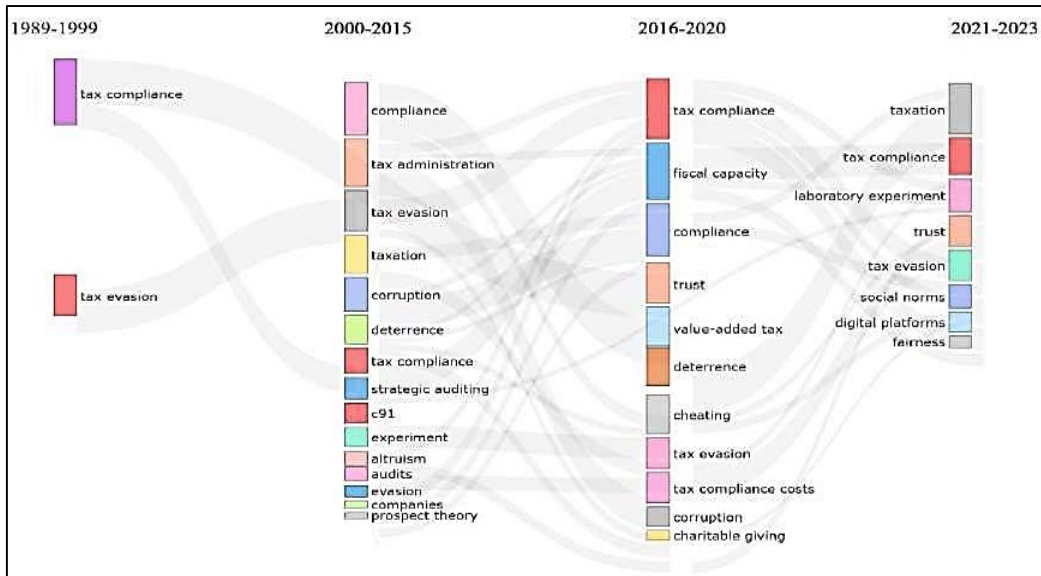 1989-1999
tax compliance
tax evasion
2000-2015
compliance
tax administration
tax evasion
taxation
corruption
deterrence
tax compliance
strategic auditing
c91
experiment
altruism
audits
evasion
companies
prospect theory
2016-2020
tax compliance
fiscal capacity
compliance
trust
value-added tax
deterrence
cheating
tax evasion
tax compliance costs
corruption
charitable giving
2021-2023
taxation
tax compliance
laboratory experiment
trust
tax evasion
social norms
digital platforms
fairness